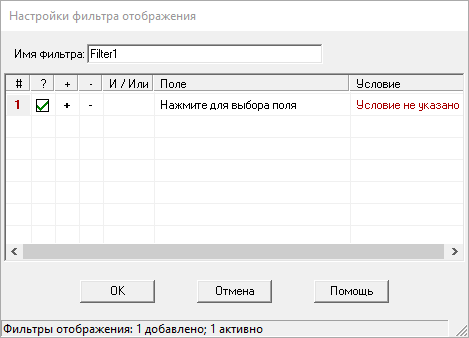 Настройки фильтра отображения
Имя фильтра: Filter1
# ? + - И / Или Поле Условие
1 + - Нажмите для выбора поля Условие не указано
OK Отмена Помощь
Фильтры отображения: 1 добавлено; 1 активно